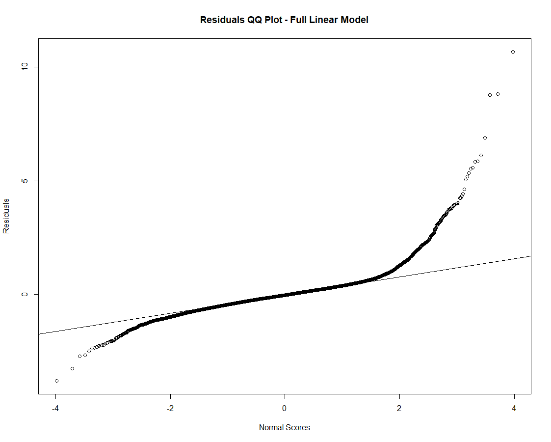 Residuals QQ Plot - Full Linear Model
10
5
0
Residuals
-4 -2 0 2 4
Normal Scores